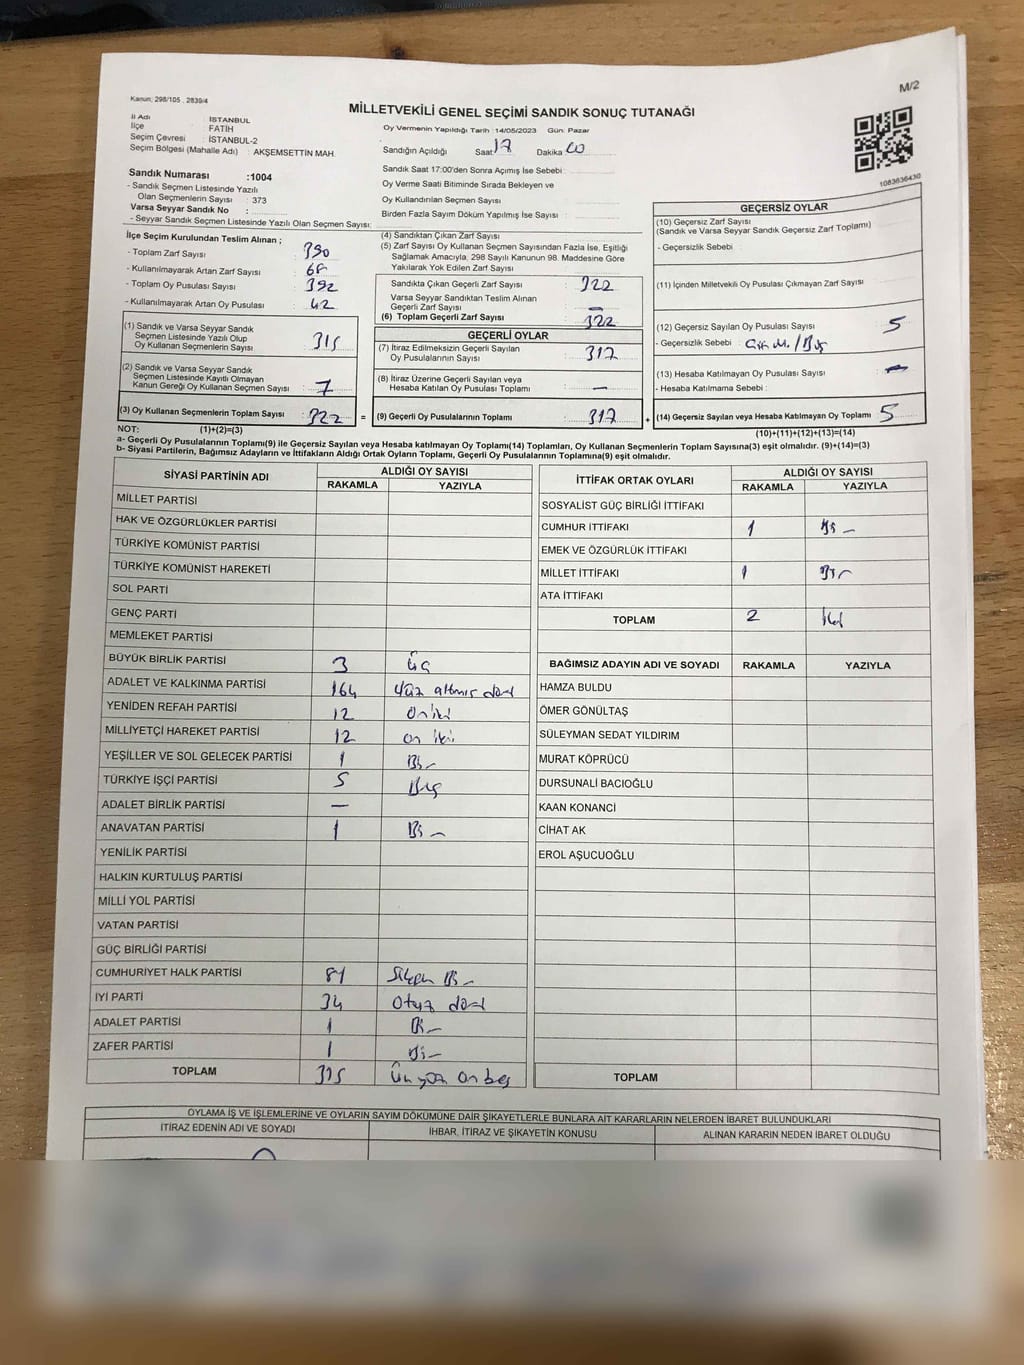 M/2
Kanun; 298/105 , 2839/4
MİLLETVEKİLİ GENEL SEÇİMİ SANDIK SONUÇ TUTANAĞI
İl Adı : İSTANBUL
İlçe FATİH
Seçim Çevresi : İSTANBUL-2
Seçim Bölgesi (Mahalle Adı) : AKŞEMSETTİN MAH.
Sandık Numarası :1004
- Sandık Seçmen Listesinde Yazılı
Olan Seçmenlerin Sayısı : 373
Varsa Seyyar Sandık No :
- Seyyar Sandık Seçmen Listesinde Yazılı Olan Seçmen Sayısı:
Oy Vermenin Yapıldığı Tarih :14/05/2023 Gün: Pazar
Sandığın Açıldığı Saat 17 Dakika 00
Sandık Saat 17:00'den Sonra Açımış İse Sebebi :
Oy Verme Saati Bitiminde Sırada Bekleyen ve
Oy Kullandırılan Seçmen Sayısı
Birden Fazla Sayım Döküm Yapılmış İse Sayısı :
1083636430
İlçe Seçim Kurulundan Teslim Alınan ;
- Toplam Zarf Sayısı : 390
- Kullanılmayarak Artan Zarf Sayısı : 68
- Toplam Oy Pusulası Sayısı : 392
- Kullanılmayarak Artan Oy Pusulası : 42
(1) Sandık ve Varsa Seyyar Sandık
Seçmen Listesinde Yazılı Olup
Oy Kullanan Seçmenlerin Sayısı : 315
(2) Sandık ve Varsa Seyyar Sandık
Seçmen Listesinde Kayıtlı Olmayan
Kanun Gereği Oy Kullanan Seçmen Sayısı : 7
(3) Oy Kullanan Seçmenlerin Toplam Sayısı : 322 =
(4) Sandıktan Çıkan Zarf Sayısı
(5) Zarf Sayısı Oy Kullanan Seçmen Sayısından Fazla İse, Eşitliği
Sağlamak Amacıyla, 298 Sayılı Kanunun 98. Maddesine Göre
Yakılarak Yok Edilen Zarf Sayısı :
Sandıkta Çıkan Geçerli Zarf Sayısı : 322
Varsa Seyyar Sandıktan Teslim Alınan
Geçerli Zarf Sayısı : —
(6) Toplam Geçerli Zarf Sayısı : 322
GEÇERLİ OYLAR
(7) İtiraz Edilmeksizin Geçerli Sayılan
Oy Pusulalarının Sayısı : 317
(8) İtiraz Üzerine Geçerli Sayılan veya
Hesaba Katılan Oy Pusulası Toplamı : —
(9) Geçerli Oy Pusulalarının Toplamı : 317 +
GEÇERSİZ OYLAR
(10) Geçersiz Zarf Sayısı
(Sandık ve Varsa Seyyar Sandık Geçersiz Zarf Toplamı)
- Geçersizlik Sebebi :
(11) İçinden Milletvekili Oy Pusulası Çıkmayan Zarf Sayısı
(12) Geçersiz Sayılan Oy Pusulası Sayısı : 5
- Geçersizlik Sebebi :
(13) Hesaba Katılmayan Oy Pusulası Sayısı : —
- Hesaba Katılmama Sebebi :
(14) Geçersiz Sayılan veya Hesaba Katılmayan Oy Toplamı : 5
NOT: (1)+(2)=(3) (10)+(11)+(12)+(13)=(14)
a- Geçerli Oy Pusulalarının Toplamı(9) ile Geçersiz Sayılan veya Hesaba katılmayan Oy Toplamı(14) Toplamları, Oy Kullanan Seçmenlerin Toplam Sayısına(3) eşit olmalıdır. (9)+(14)=(3)
b- Siyasi Partilerin, Bağımsız Adayların ve İttifakların Aldığı Ortak Oyların Toplamı, Geçerli Oy Pusulalarının Toplamına(9) eşit olmalıdır.
SİYASİ PARTİNİN ADI ALDIĞI OY SAYISI
RAKAMLA YAZIYLA
MİLLET PARTİSİ
HAK VE ÖZGÜRLÜKLER PARTİSİ
TÜRKİYE KOMÜNİST PARTİSİ
TÜRKİYE KOMÜNİST HAREKETİ
SOL PARTİ
GENÇ PARTİ
MEMLEKET PARTİSİ
BÜYÜK BİRLİK PARTİSİ 3 üç
ADALET VE KALKINMA PARTİSİ 164 yüz altmış dört
YENİDEN REFAH PARTİSİ 12 on iki
MİLLİYETÇİ HAREKET PARTİSİ 12 on iki
YEŞİLLER VE SOL GELECEK PARTİSİ 1 Bir
TÜRKİYE İŞÇİ PARTİSİ 5 Beş
ADALET BİRLİK PARTİSİ —
ANAVATAN PARTİSİ 1 Bir
YENİLİK PARTİSİ
HALKIN KURTULUŞ PARTİSİ
MİLLİ YOL PARTİSİ
VATAN PARTİSİ
GÜÇ BİRLİĞİ PARTİSİ
CUMHURİYET HALK PARTİSİ 81 Seksen Bir
İYİ PARTİ 34 Otuz dört
ADALET PARTİSİ 1 Bir
ZAFER PARTİSİ 1 Bir
TOPLAM 315 Üç yüz on beş
İTTİFAK ORTAK OYLARI ALDIĞI OY SAYISI
RAKAMLA YAZIYLA
SOSYALİST GÜÇ BİRLİĞİ İTTİFAKI
CUMHUR İTTİFAKI 1 Bir
EMEK VE ÖZGÜRLÜK İTTİFAKI
MİLLET İTTİFAKI 1 Bir
ATA İTTİFAKI
TOPLAM 2 İki
BAĞIMSIZ ADAYIN ADI VE SOYADI RAKAMLA YAZIYLA
HAMZA BULDU
ÖMER GÖNÜLTAŞ
SÜLEYMAN SEDAT YILDIRIM
MURAT KÖPRÜCÜ
DURSUNALİ BACIOĞLU
KAAN KONANCİ
CİHAT AK
EROL AŞUCUOĞLU
TOPLAM
OYLAMA İŞ VE İŞLEMLERİNE VE OYLARIN SAYIM DÖKÜMÜNE DAİR ŞİKAYETLERLE BUNLARA AİT KARARLARIN NELERDEN İBARET BULUNDUKLARI
İTİRAZ EDENİN ADI VE SOYADI İHBAR, İTİRAZ VE ŞİKAYETİN KONUSU ALINAN KARARIN NEDEN İBARET OLDUĞU